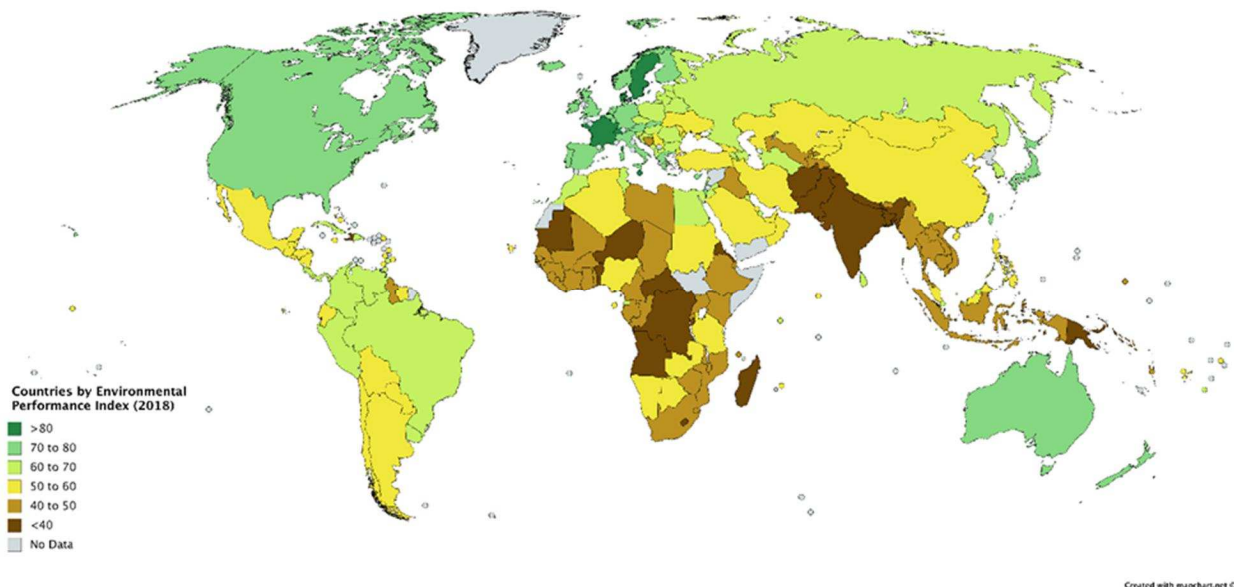 Countries by Environmental
Performance Index (2018)
>80
70 to 80
60 to 70
50 to 60
40 to 50
<40
No Data
Created with mapchart.net ©